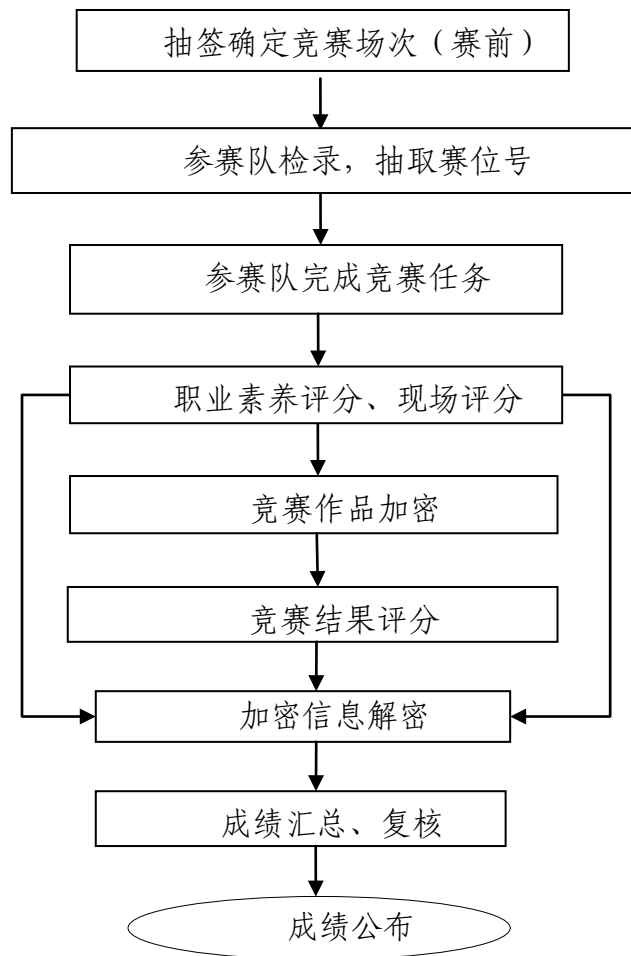 抽签确定竞赛场次（赛前）
参赛队检录，抽取赛位号
参赛队完成竞赛任务
职业素养评分、现场评分
竞赛作品加密
竞赛结果评分
加密信息解密
成绩汇总、复核
成绩公布